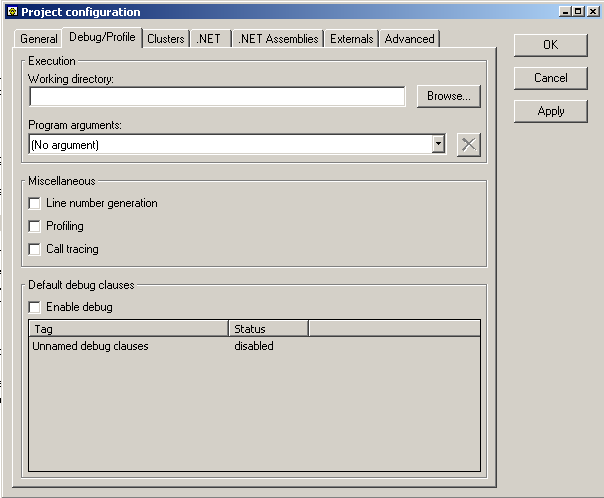 Project configuration
General Debug/Profile Clusters .NET .NET Assemblies Externals Advanced
OK
Execution
Working directory:
Cancel
Browse...
Apply
Program arguments:
(No argument)
Miscellaneous
Line number generation
Profiling
Call tracing
Default debug clauses
Enable debug
Tag Status
Unnamed debug clauses disabled